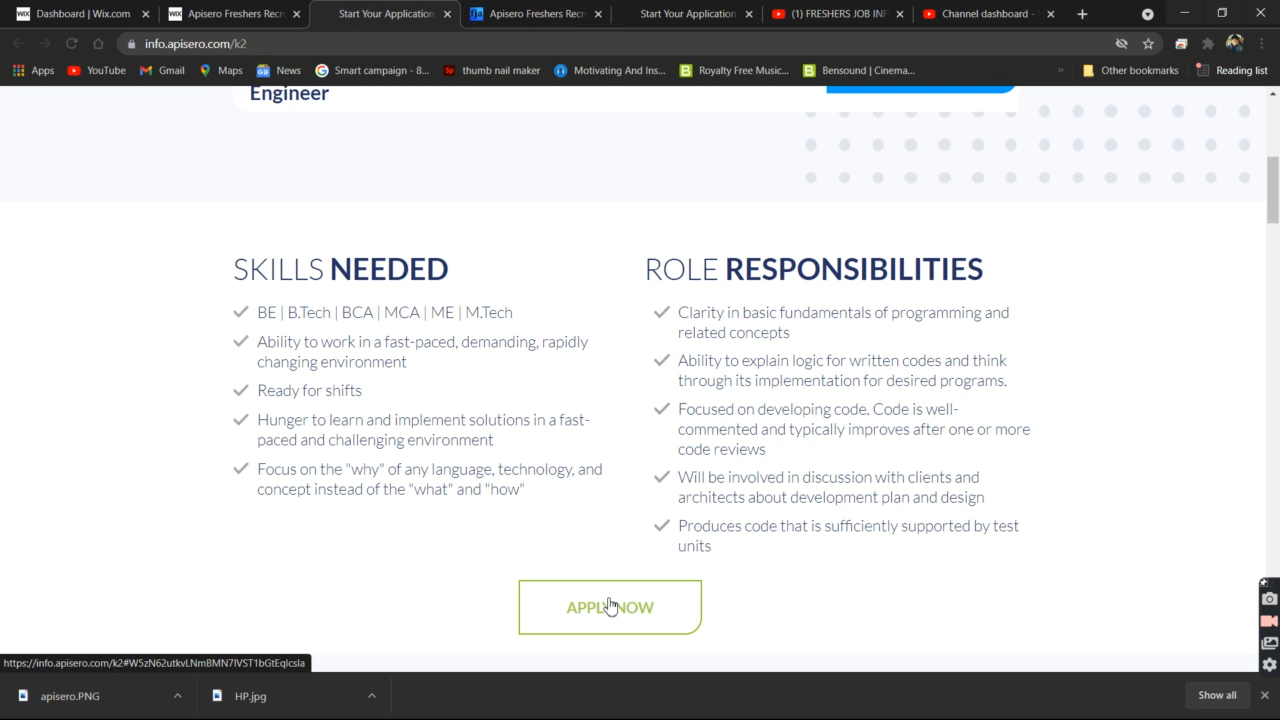 Dashboard | Wix.com
Apisero Freshers Recr
Start Your Application
Apisero Freshers Recr
Start Your Application
(1) FRESHERS JOB INF
Channel dashboard -
info.apisero.com/k2
Apps
YouTube
Gmail
Maps
News
Smart campaign - 8...
thumb nail maker
Motivating And Ins...
Royalty Free Music...
Bensound | Cinema...
»
Other bookmarks
Reading list
Engineer
SKILLS NEEDED
BE | B.Tech | BCA | MCA | ME | M.Tech
Ability to work in a fast-paced, demanding, rapidly
changing environment
Ready for shifts
Hunger to learn and implement solutions in a fast-
paced and challenging environment
Focus on the "why" of any language, technology, and
concept instead of the "what" and "how"
ROLE RESPONSIBILITIES
Clarity in basic fundamentals of programming and
related concepts
Ability to explain logic for written codes and think
through its implementation for desired programs.
Focused on developing code. Code is well-
commented and typically improves after one or more
code reviews
Will be involved in discussion with clients and
architects about development plan and design
Produces code that is sufficiently supported by test
units
APPLY NOW
https://info.apisero.com/k2#W5zN62utkvLNmBMN7IVST1bGtEqlcsla
apisero.PNG
HP.jpg
Show all